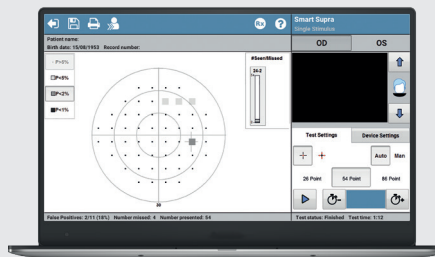 Smart Supra
Single Stimulus
Patient name:
Birth date: 15/08/1953 Record number:
OD OS
P<5%
P<5%
P<2%
P<1%
#Seen/Missed
24-2
30
Test Settings Device Settings
Auto Man
26 Point 54 Point 86 Point
False Positives: 2/11 (18%) Number missed: 4 Number presented: 54
Test status: Finished Test time: 1:12